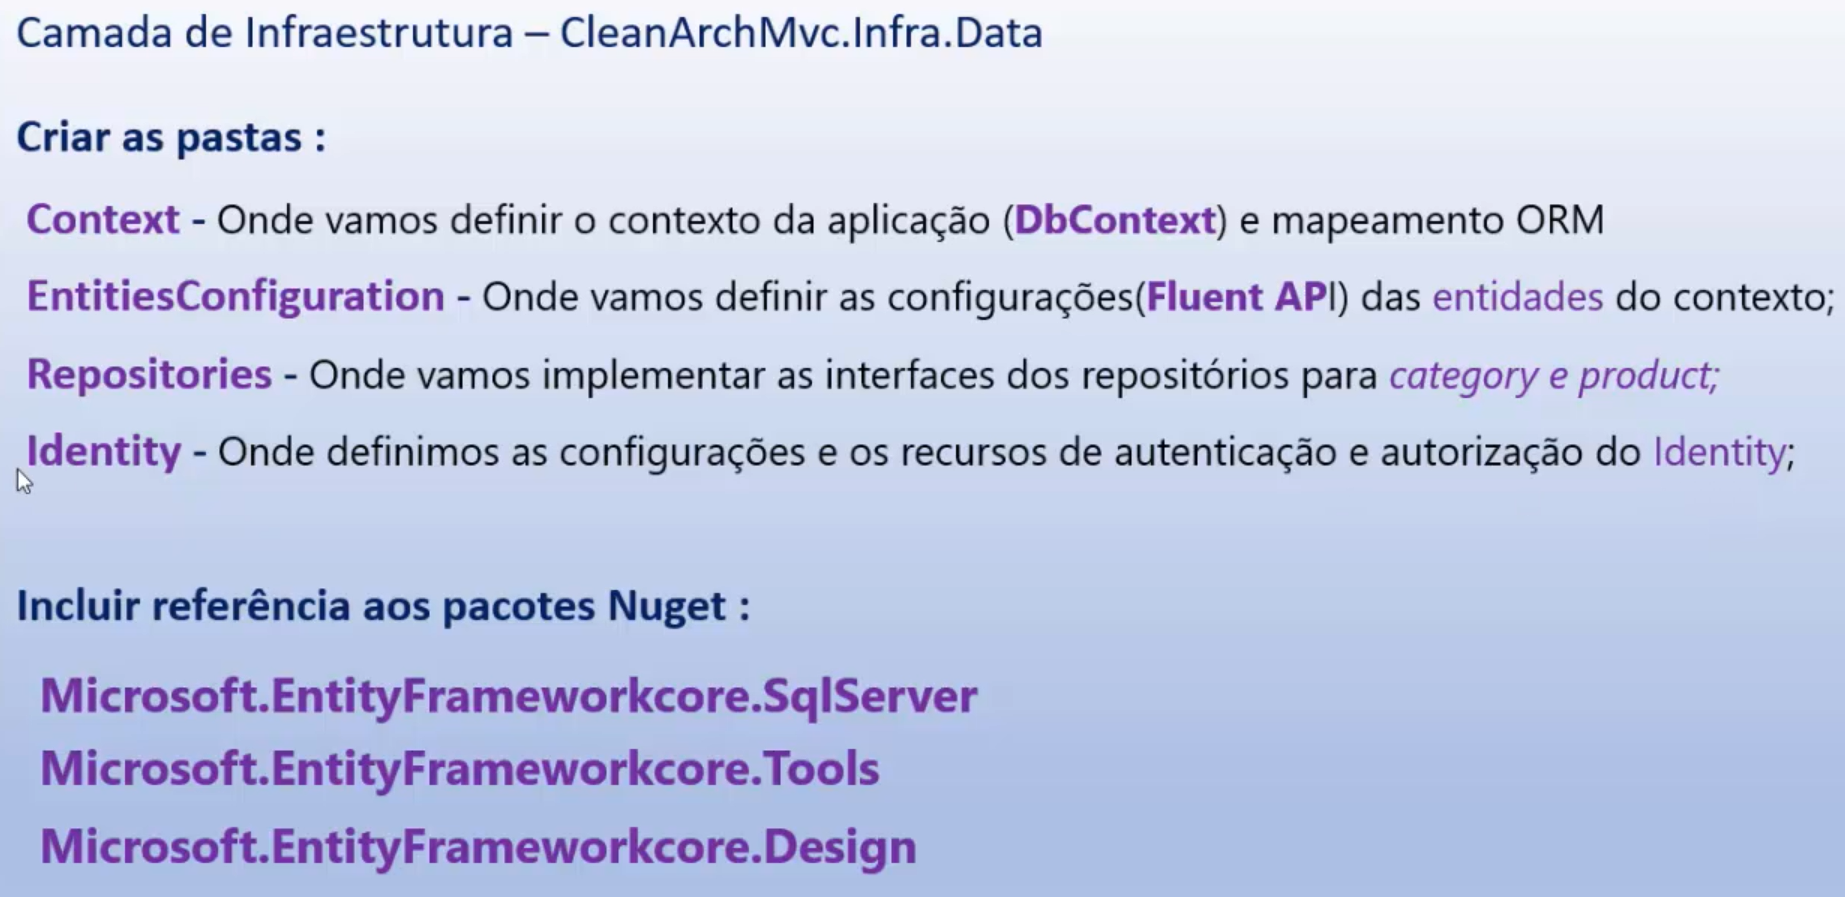 Camada de Infraestrutura – CleanArchMvc.Infra.Data
Criar as pastas :
Context - Onde vamos definir o contexto da aplicação (DbContext) e mapeamento ORM
EntitiesConfiguration - Onde vamos definir as configurações(Fluent API) das entidades do contexto;
Repositories - Onde vamos implementar as interfaces dos repositórios para category e product;
Identity - Onde definimos as configurações e os recursos de autenticação e autorização do Identity;
Incluir referência aos pacotes Nuget :
Microsoft.EntityFrameworkcore.SqlServer
Microsoft.EntityFrameworkcore.Tools
Microsoft.EntityFrameworkcore.Design